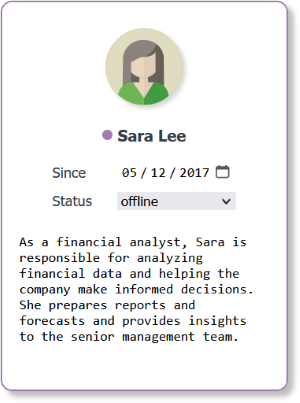 Sara Lee
Since 05 / 12 / 2017
Status offline
As a financial analyst, Sara is
responsible for analyzing
financial data and helping the
company make informed decisions.
She prepares reports and
forecasts and provides insights
to the senior management team.